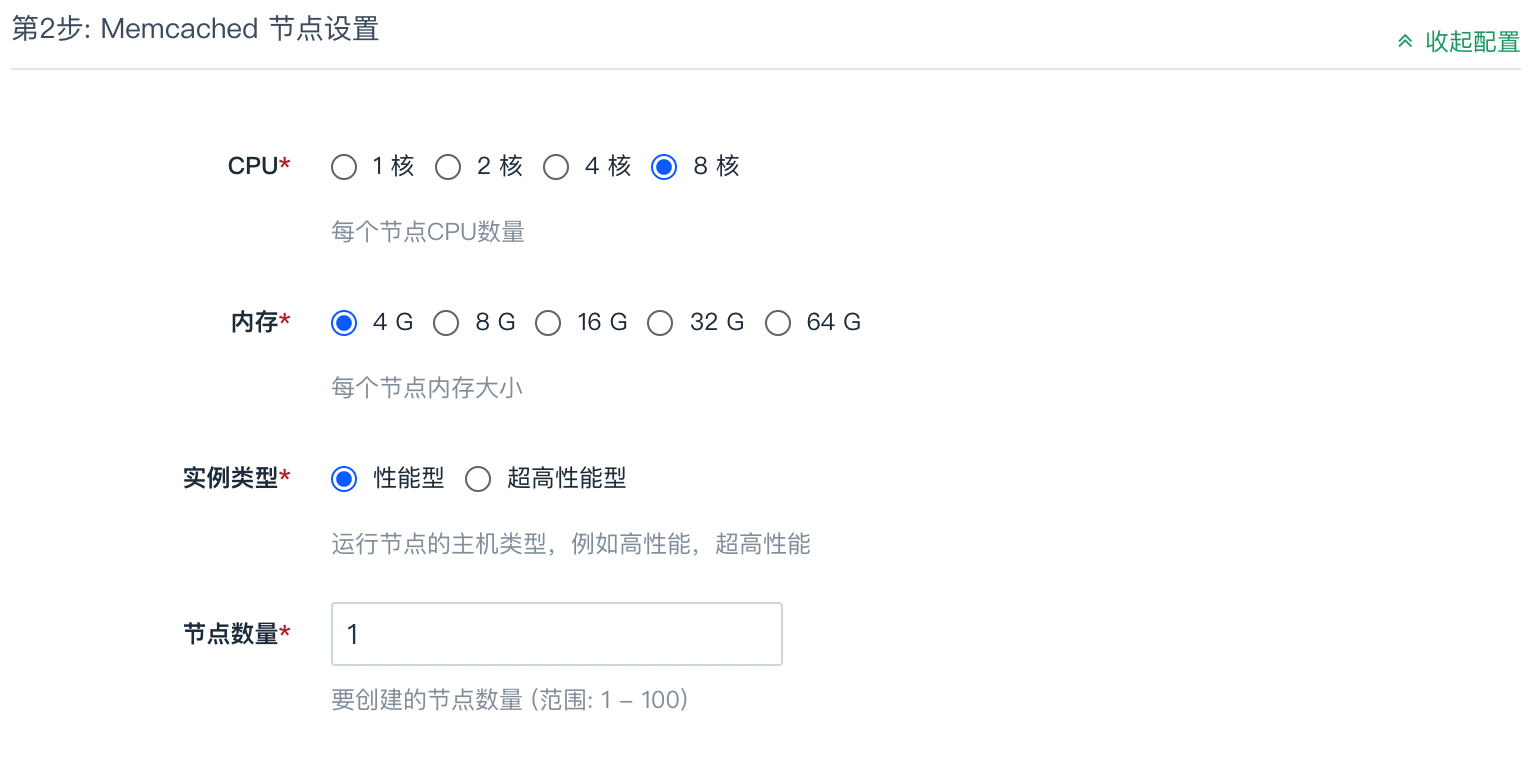 第2步: Memcached 节点设置
收起配置
CPU* 1 核 2 核 4 核 8 核
每个节点CPU数量
内存* 4 G 8 G 16 G 32 G 64 G
每个节点内存大小
实例类型* 性能型 超高性能型
运行节点的主机类型，例如高性能，超高性能
节点数量* 1
要创建的节点数量 (范围: 1 – 100)